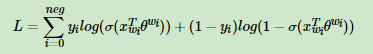 L = \sum_{i=0}^{neg} y_i log(\sigma(x_{w_i}^T \theta^{w_i})) + (1 - y_i) log(1 - \sigma(x_{w_i}^T \theta^{w_i}))